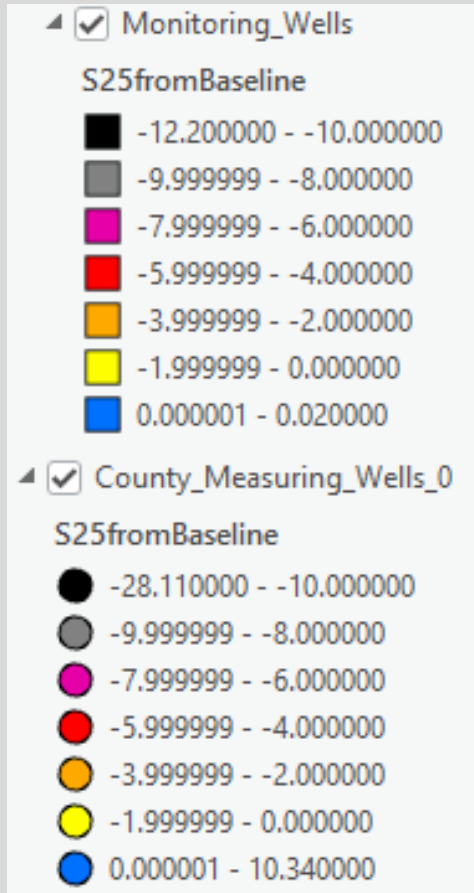 Monitoring_Wells
S25fromBaseline
-12.200000 - -10.000000
-9.999999 - -8.000000
-7.999999 - -6.000000
-5.999999 - -4.000000
-3.999999 - -2.000000
-1.999999 - 0.000000
0.000001 - 0.020000
County_Measuring_Wells_0
S25fromBaseline
-28.110000 - -10.000000
-9.999999 - -8.000000
-7.999999 - -6.000000
-5.999999 - -4.000000
-3.999999 - -2.000000
-1.999999 - 0.000000
0.000001 - 10.340000